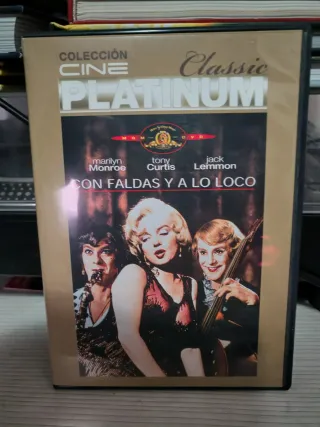 COLECCIÓN
CINE
Classic
PLATINUM
marilyn Monroe
tony Curtis
jack Lemmon
CON FALDAS Y A LO LOCO